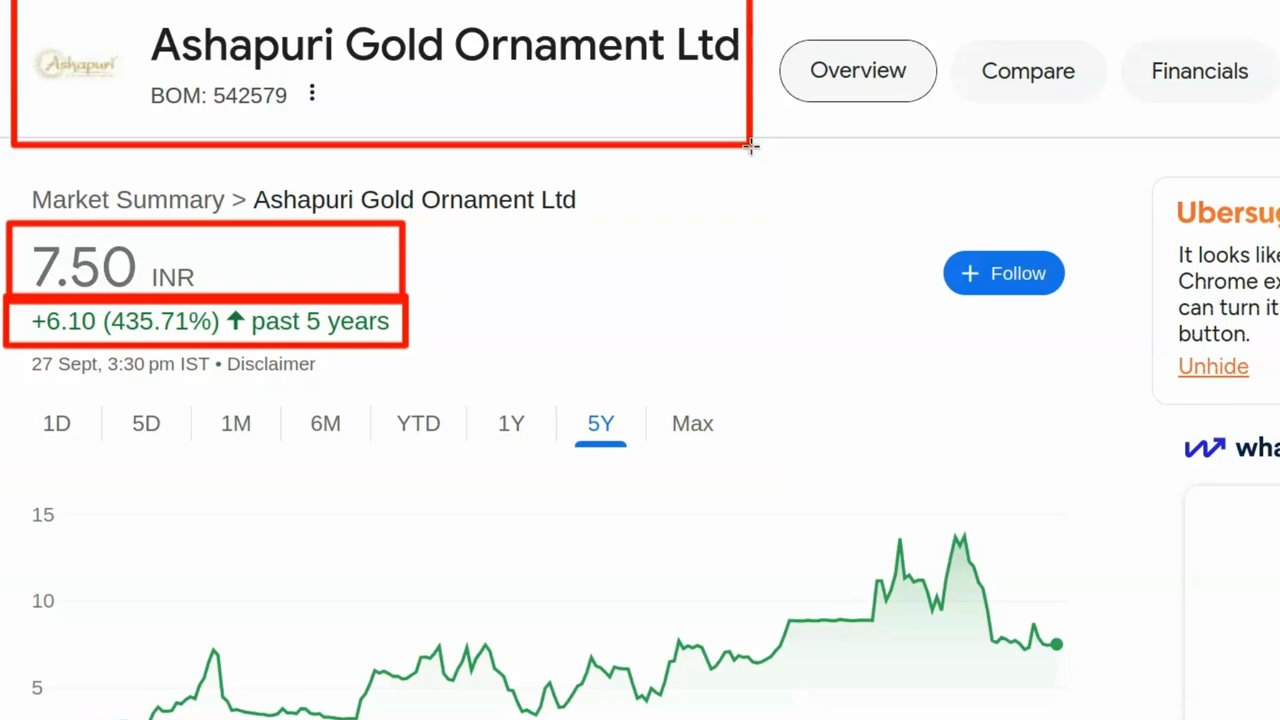 Ashapuri
Ashapuri Gold Ornament Ltd
BOM: 542579
Overview
Compare
Financials
Market Summary > Ashapuri Gold Ornament Ltd
7.50 INR
+6.10 (435.71%) ↑ past 5 years
27 Sept, 3:30 pm IST • Disclaimer
Follow
1D 5D 1M 6M YTD 1Y 5Y Max
15
10
5
Ubersug
It looks like
Chrome ex
can turn it
button.
Unhide
wha